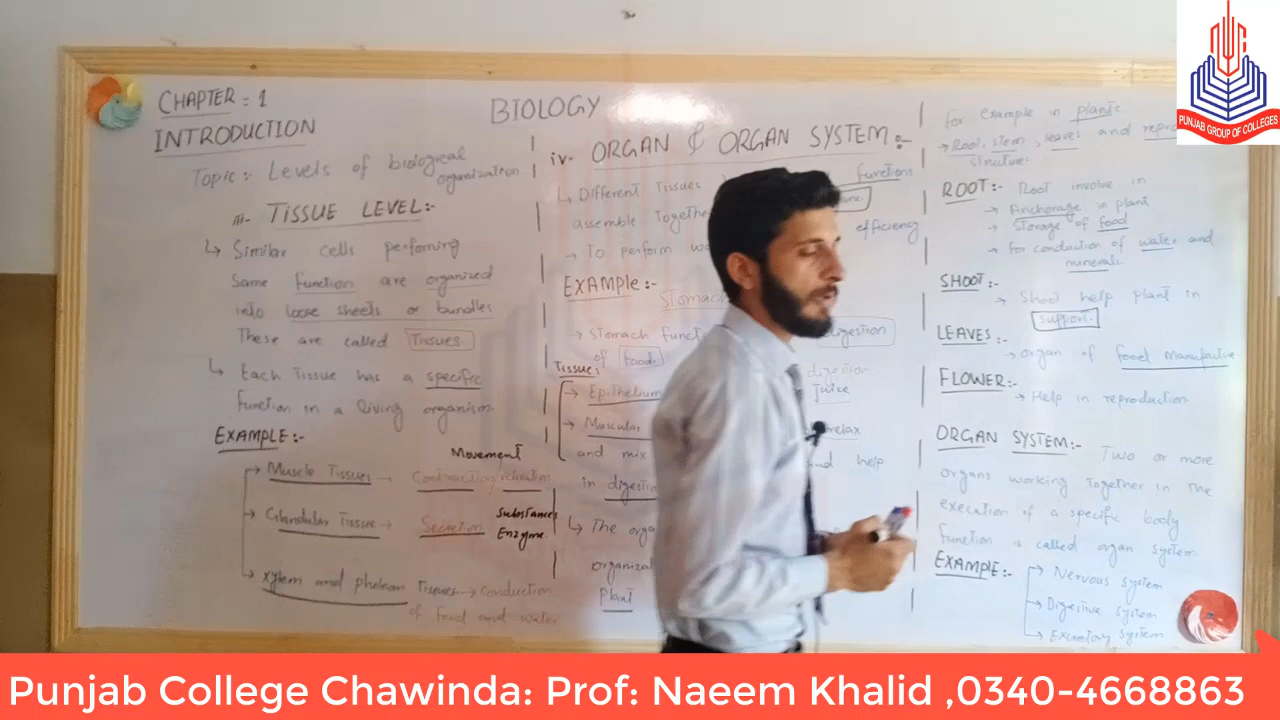 CHAPTER = 1
INTRODUCTION
BIOLOGY
Topic:- Levels of biological
organization
iii- TISSUE LEVEL:-
Similar cells performing
Same function are organized
into loose sheets or bundles
These are called Tissues.
Each Tissue has a specific
function in a living organism.
EXAMPLE:-
Movement
Muscle Tissues → Contraction/relaxation
Glandular Tissue → Secretion
Substances
Enzyme
xylem and phloem Tissues → conduction
of food and water
iv- ORGAN & ORGAN SYSTEM:-
Different Tissues functions
assemble Together
→ To perform efficiency
EXAMPLE:-
Stomach
→ Stomach digestion
of food.
Tissues
→ Epithelium digestion
Juice
→ Muscular relax
and mix and help
in digestion
The
Plant
for example in plants
→ Root, stem, leaves and
structures
ROOT:- Root involve in
→ Anchorage in plant
→ Storage of food
→ for conduction of water and
minerals
SHOOT:-
→ Shoot help plant in
support.
LEAVES:-
→ organ of food manufactive
FLOWER:-
→ Help in reproduction
ORGAN SYSTEM:- Two or more
organs working Together in The
execution of a specific body
function is called organ system
EXAMPLE:-
→ Nervous system
→ Digestive system
→ Excretory system
PUNJAB GROUP OF COLLEGES
Punjab College Chawinda: Prof: Naeem Khalid ,0340-4668863